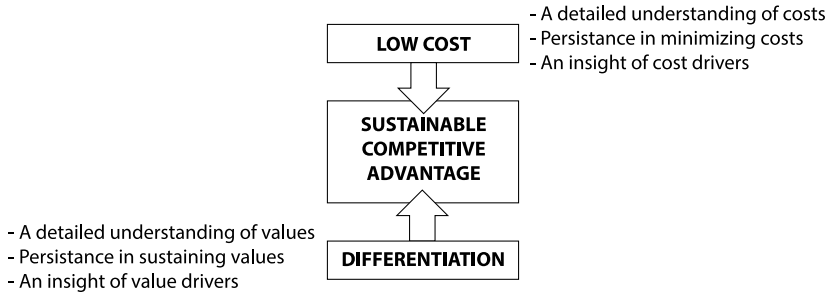 - A detailed understanding of costs
- Persistance in minimizing costs
- An insight of cost drivers
LOW COST
SUSTAINABLE
COMPETITIVE
ADVANTAGE
- A detailed understanding of values
- Persistance in sustaining values
- An insight of value drivers
DIFFERENTIATION